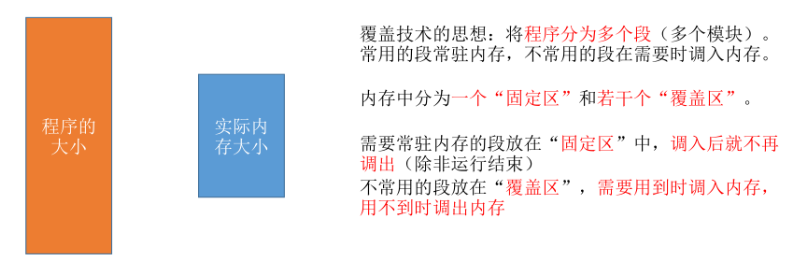 程序的
大小
实际内
存大小
覆盖技术的思想：将程序分为多个段（多个模块）。
常用的段常驻内存，不常用的段在需要时调入内存。
内存中分为一个“固定区”和若干个“覆盖区”。
需要常驻内存的段放在“固定区”中，调入后就不再
调出（除非运行结束）
不常用的段放在“覆盖区”，需要用到时调入内存，
用不到时调出内存